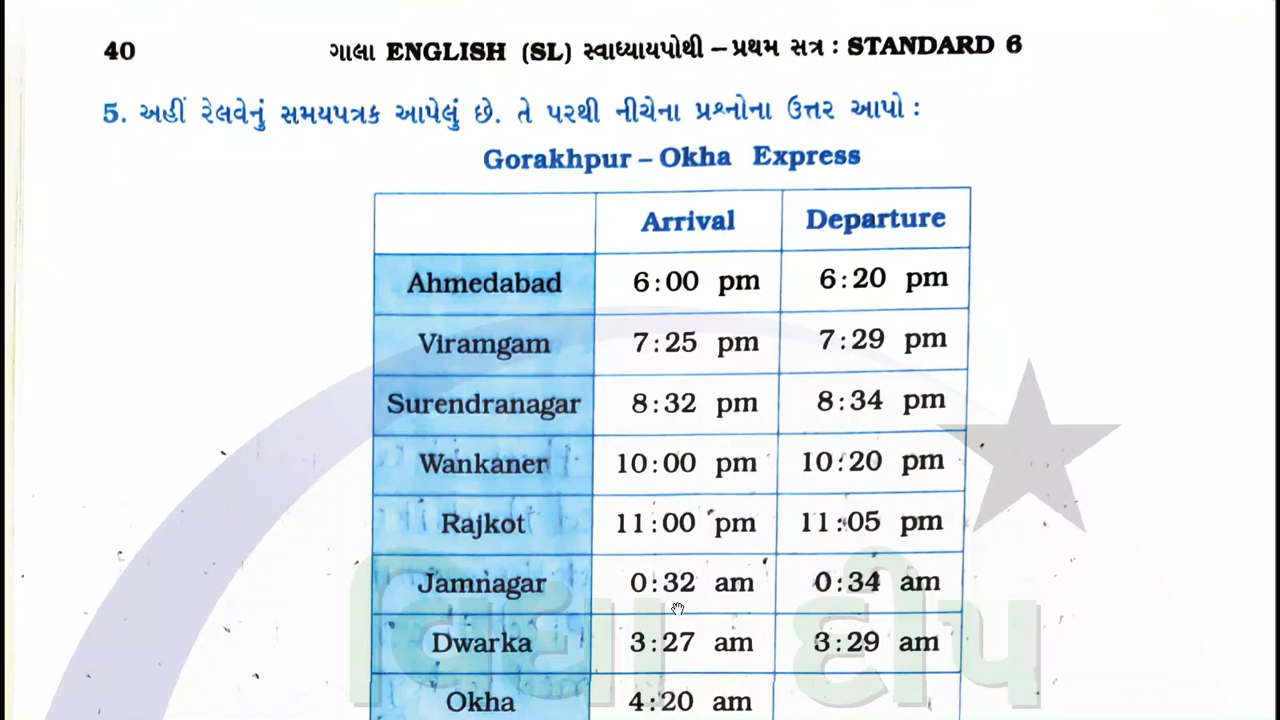 40 ગાલા ENGLISH (SL) સ્વાધ્યાયપોથી – પ્રથમ સત્ર : STANDARD 6
5. અહીં રેલવેનું સમયપત્રક આપેલું છે. તે પરથી નીચેના પ્રશ્નોના ઉત્તર આપો :
Gorakhpur – Okha Express
Arrival Departure
Ahmedabad 6:00 pm 6:20 pm
Viramgam 7:25 pm 7:29 pm
Surendranagar 8:32 pm 8:34 pm
Wankaner 10:00 pm 10:20 pm
Rajkot 11:00 pm 11:05 pm
Jamnagar 0:32 am 0:34 am
Dwarka 3:27 am 3:29 am
Okha 4:20 am
વિદ્યા દીપ